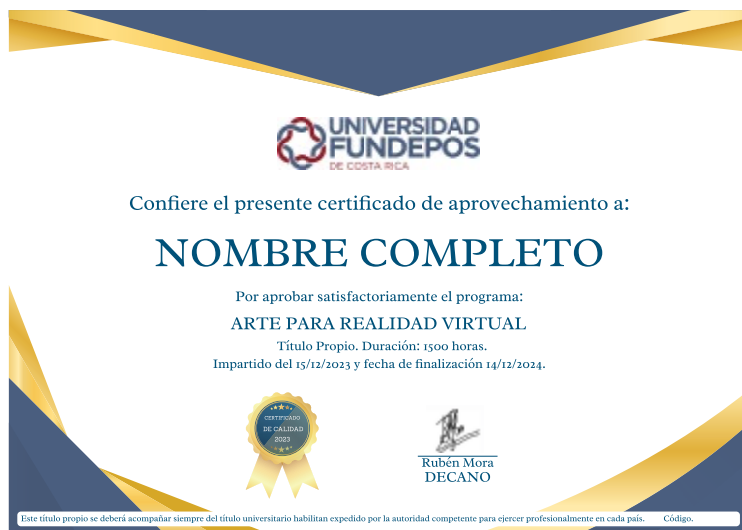 UNIVERSIDAD
FUNDEPOS
DE COSTA RICA
Confiere el presente certificado de aprovechamiento a:
NOMBRE COMPLETO
Por aprobar satisfactoriamente el programa:
ARTE PARA REALIDAD VIRTUAL
Título Propio. Duración: 1500 horas.
Impartido del 15/12/2023 y fecha de finalización 14/12/2024.
CERTIFICADO
DE CALIDAD
2023
Rubén Mora
DECANO
Este título propio se deberá acompañar siempre del título universitario habilitan expedido por la autoridad competente para ejercer profesionalmente en cada país. Código.